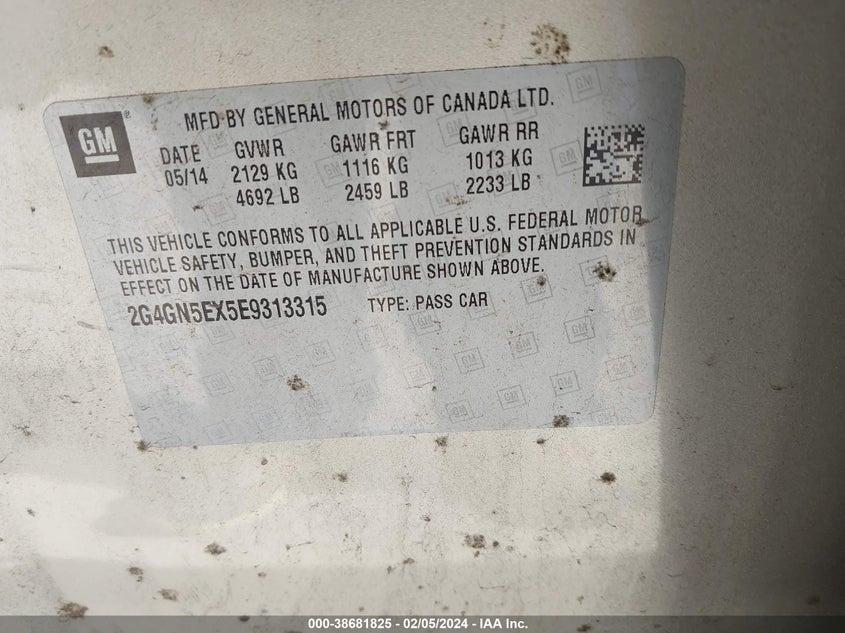 GM
MFD BY GENERAL MOTORS OF CANADA LTD.
DATE GVWR GAWR FRT GAWR RR
05/14 2129 KG 1116 KG 1013 KG
4692 LB 2459 LB 2233 LB
THIS VEHICLE CONFORMS TO ALL APPLICABLE U.S. FEDERAL MOTOR
VEHICLE SAFETY, BUMPER, AND THEFT PREVENTION STANDARDS IN
EFFECT ON THE DATE OF MANUFACTURE SHOWN ABOVE.
2G4GN5EX5E9313315 TYPE: PASS CAR
000-38681825 - 02/05/2024 - IAA Inc.